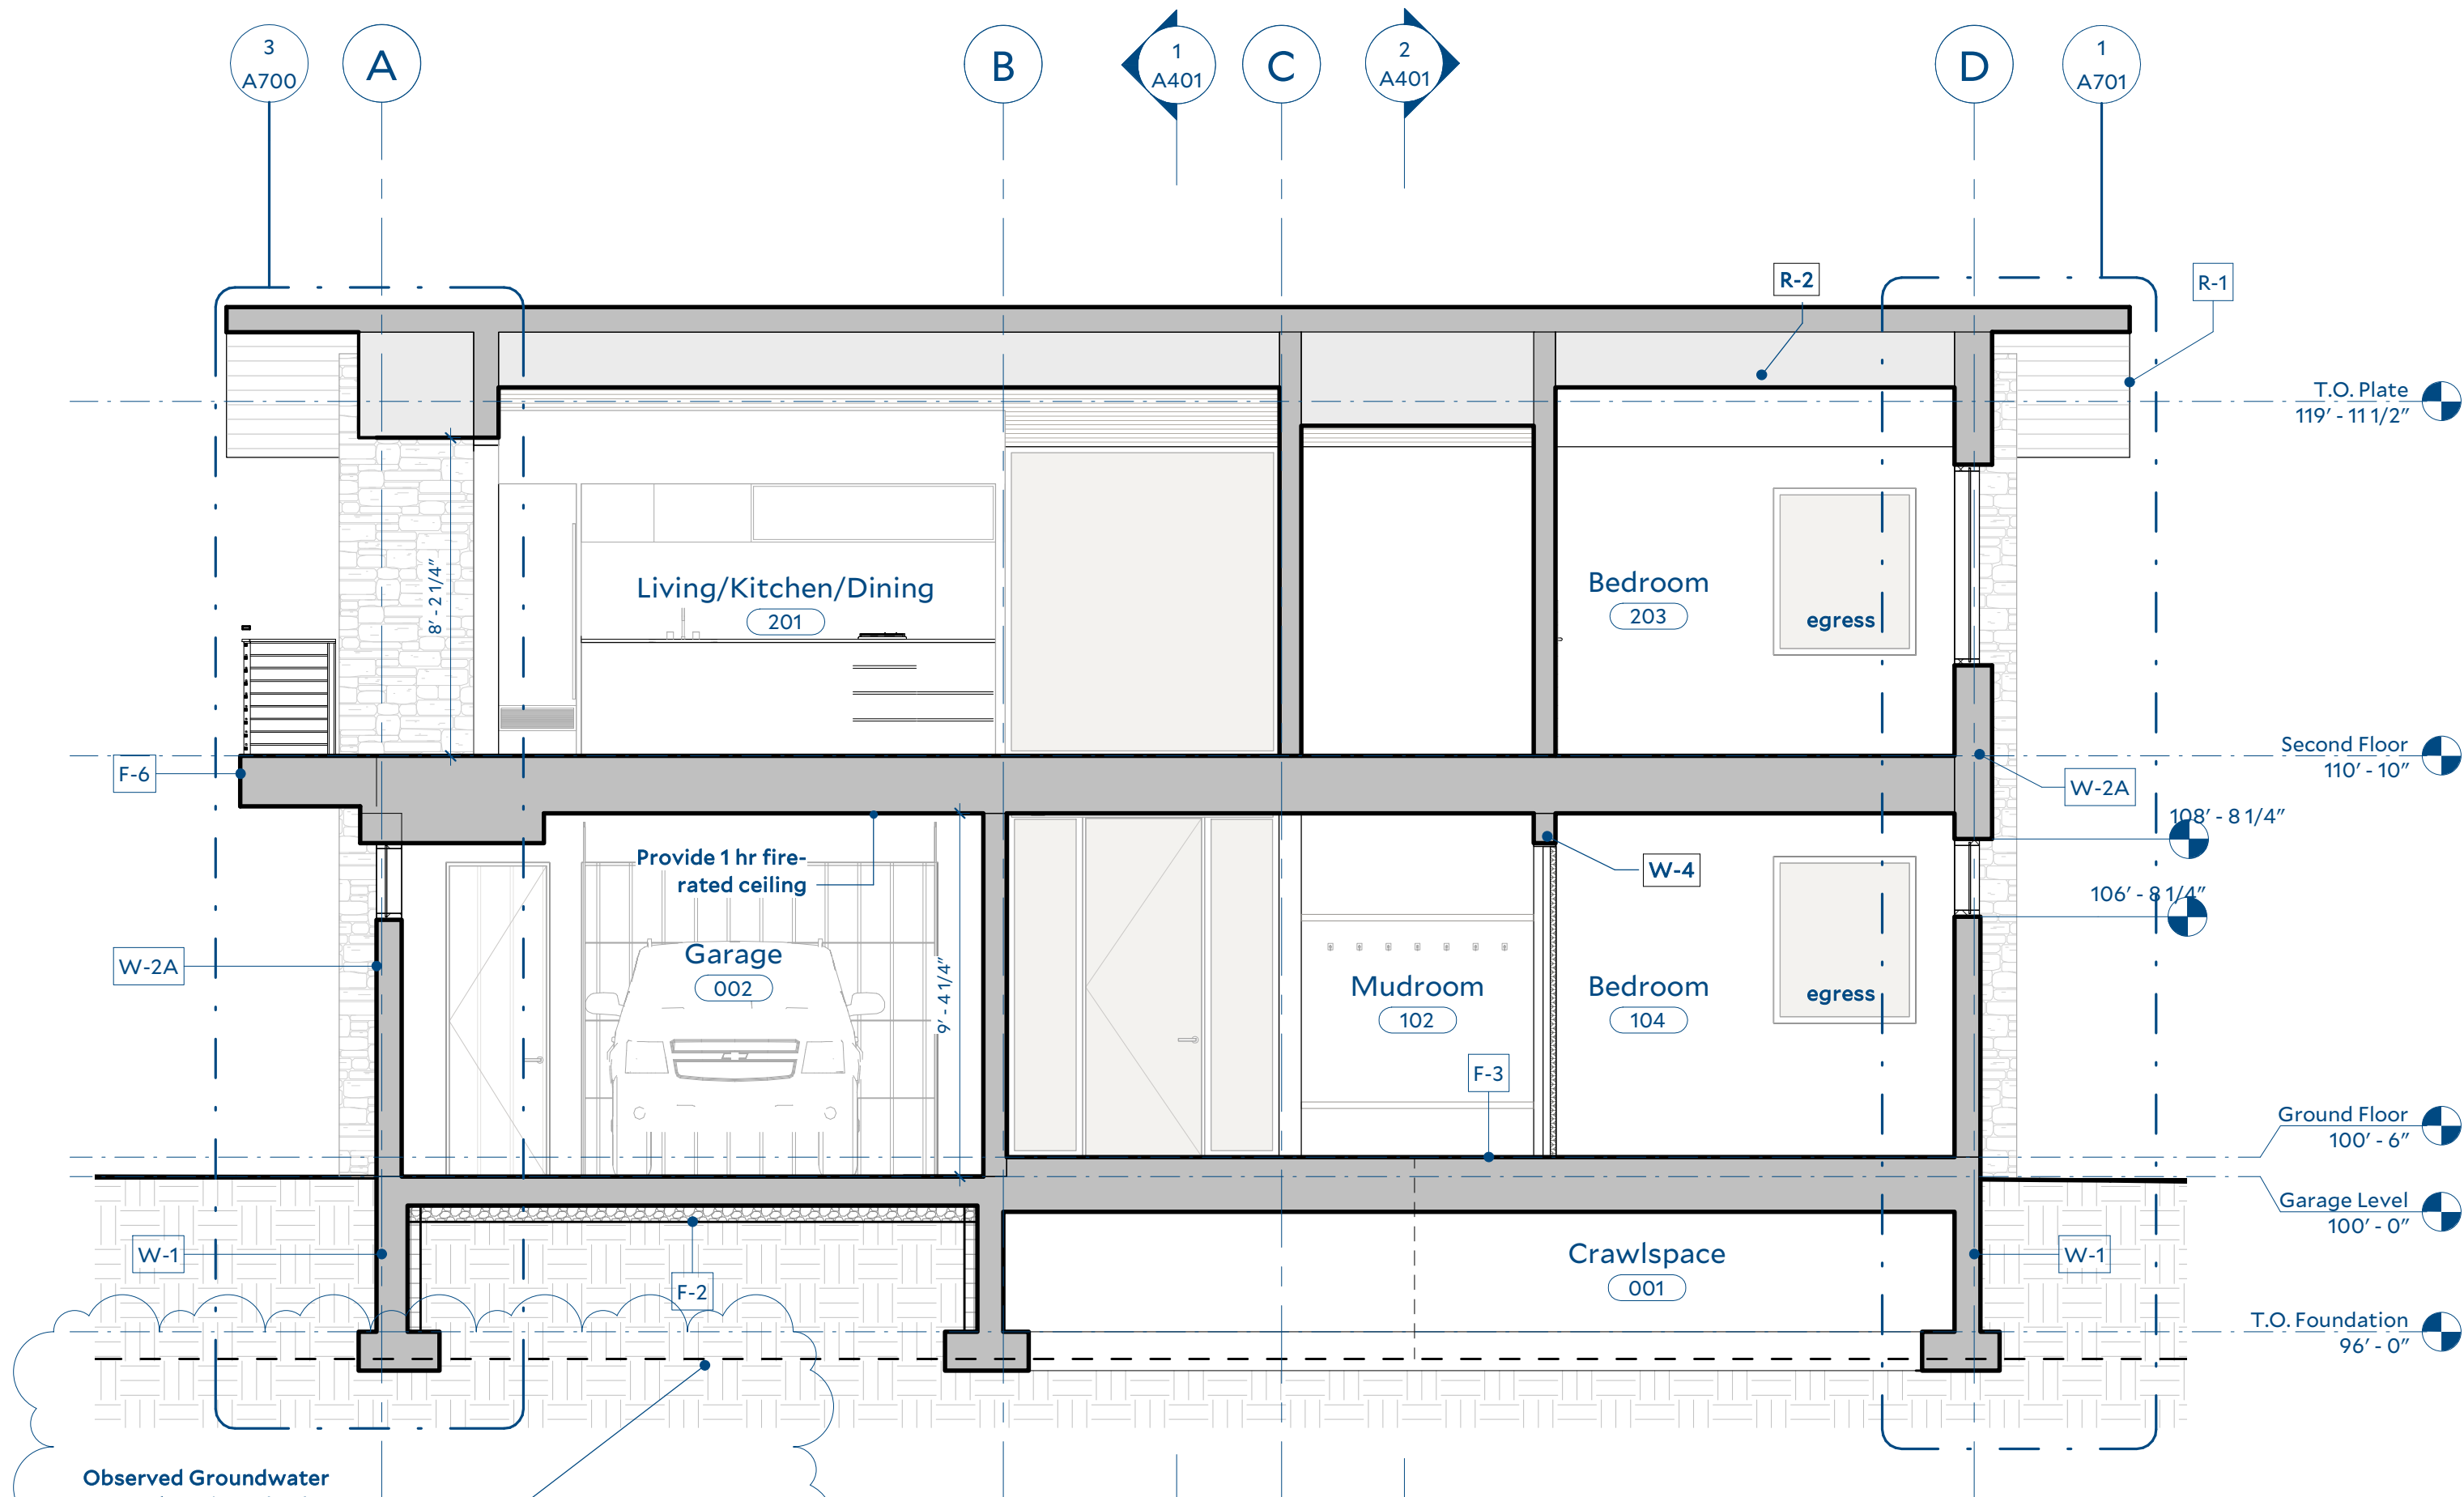 3
A700
A
B
1
A401
C
2
A401
D
1
A701
R-2
R-1
T.O. Plate
119' - 11 1/2"
8' - 2 1/4"
Living/Kitchen/Dining
201
Bedroom
203
egress
F-6
Second Floor
110' - 10"
W-2A
108' - 8 1/4"
Provide 1 hr fire-
rated ceiling
W-4
106' - 8 1/4"
W-2A
Garage
002
9' - 4 1/4"
Mudroom
102
Bedroom
104
egress
F-3
Ground Floor
100' - 6"
Garage Level
100' - 0"
W-1
F-2
Crawlspace
001
W-1
T.O. Foundation
96' - 0"
Observed Groundwater